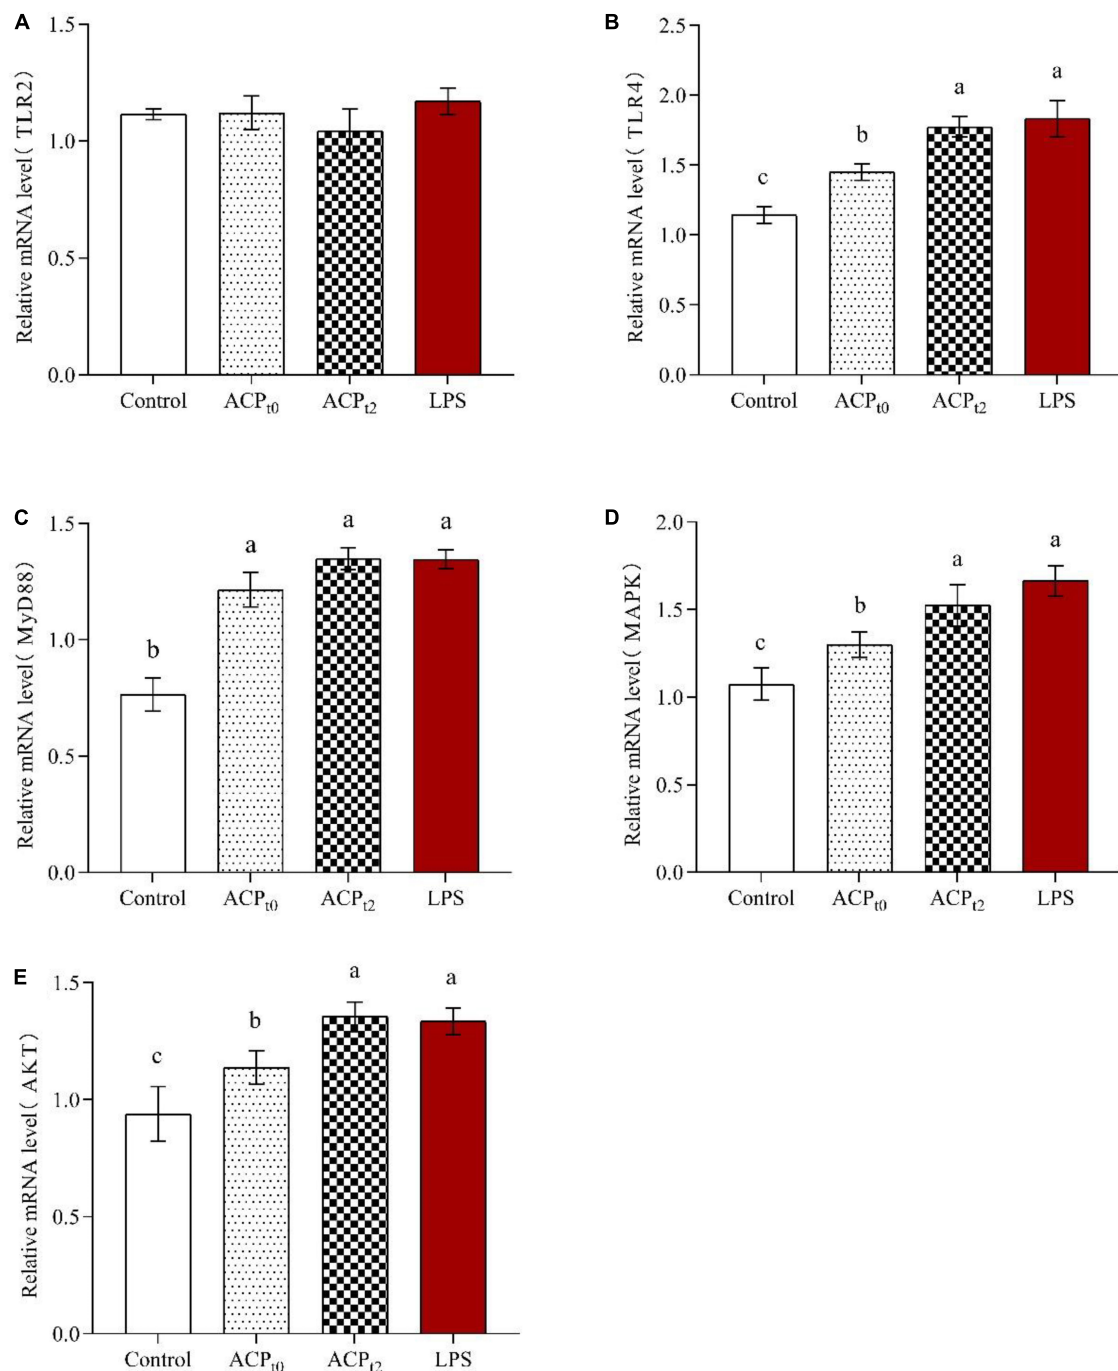 A
Relative mRNA level( TLR2)
1.5
1.0
0.5
0.0
Control ACPt0 ACPt2 LPS
B
Relative mRNA level( TLR4)
2.5
2.0
1.5
1.0
0.5
0.0
c b a a
Control ACPt0 ACPt2 LPS
C
Relative mRNA level( MyD88)
1.5
1.0
0.5
0.0
b a a a
Control ACPt0 ACPt2 LPS
D
Relative mRNA level( MAPK)
2.0
1.5
1.0
0.5
0.0
c b a a
Control ACPt0 ACPt2 LPS
E
Relative mRNA level( AKT)
1.5
1.0
0.5
0.0
c b a a
Control ACPt0 ACPt2 LPS